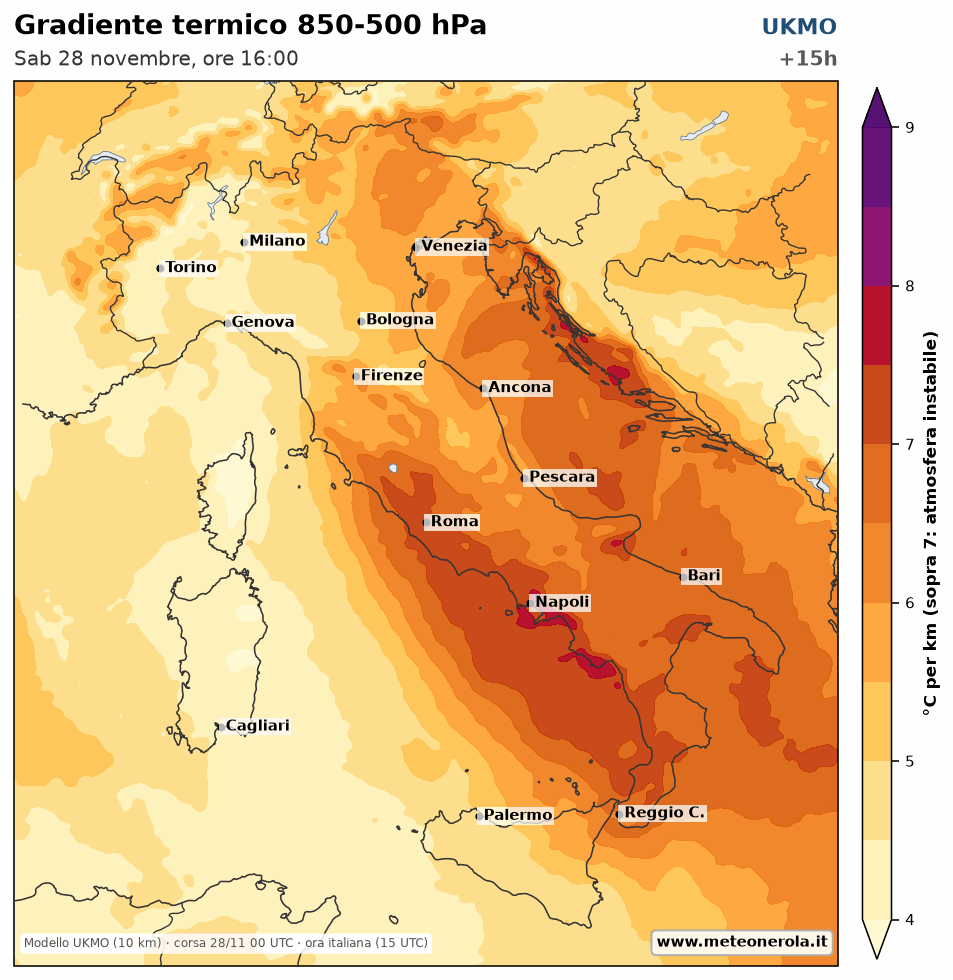 Gradiente termico 850-500 hPa
UKMO
Sab 28 novembre, ore 16:00
+15h
9
8
7
6
5
4
°C per km (sopra 7: atmosfera instabile)
Milano
Venezia
Torino
Genova
Bologna
Firenze
Ancona
Pescara
Roma
Bari
Napoli
Cagliari
Palermo
Reggio C.
Modello UKMO (10 km) · corsa 28/11 00 UTC · ora italiana (15 UTC)
www.meteonerola.it